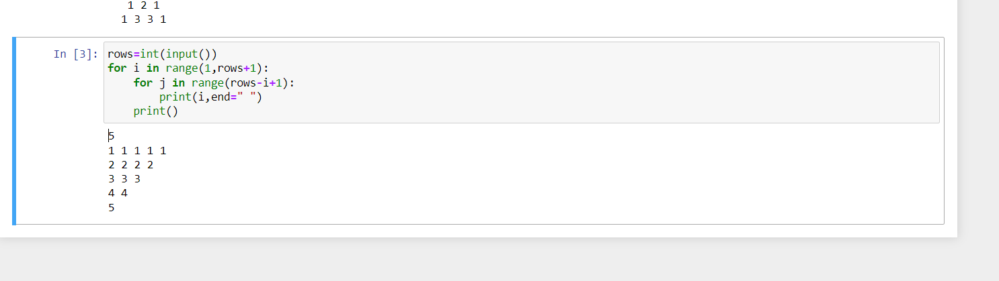 1 2 1
1 3 3 1
In [3]: rows=int(input())
for i in range(1,rows+1):
    for j in range(rows-i+1):
        print(i,end=" ")
    print()
5
1 1 1 1 1
2 2 2 2
3 3 3
4 4
5